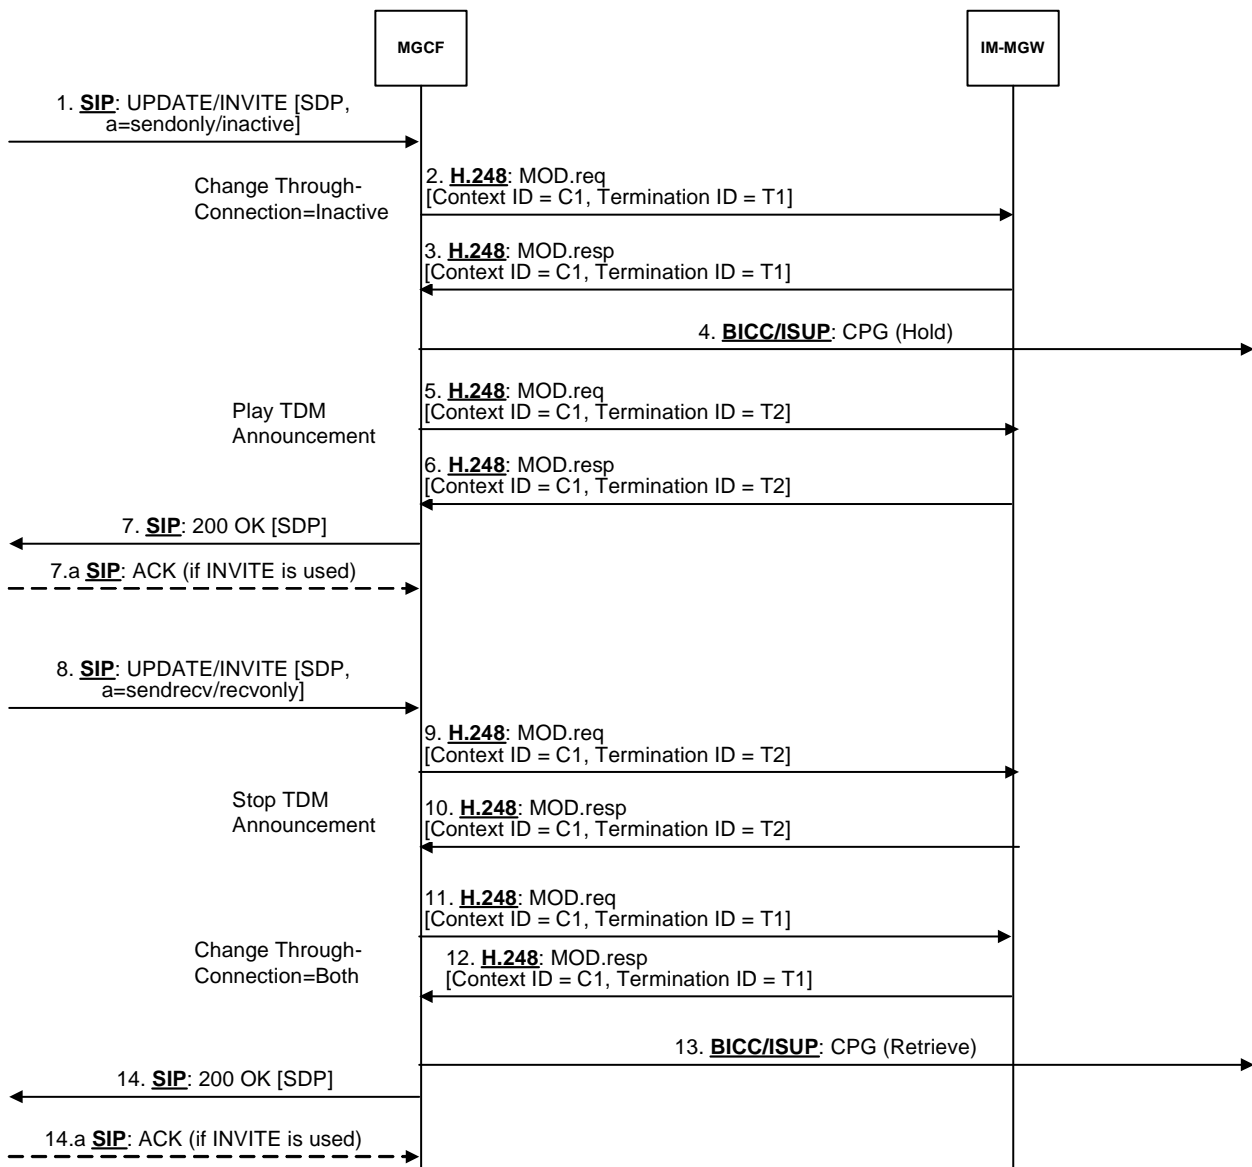 MGCF
IM-MGW
1. SIP: UPDATE/INVITE [SDP,
a=sendonly/inactive]
Change Through-
Connection=Inactive
2. H.248: MOD.req
[Context ID = C1, Termination ID = T1]
3. H.248: MOD.resp
[Context ID = C1, Termination ID = T1]
4. BICC/ISUP: CPG (Hold)
Play TDM
Announcement
5. H.248: MOD.req
[Context ID = C1, Termination ID = T2]
6. H.248: MOD.resp
[Context ID = C1, Termination ID = T2]
7. SIP: 200 OK [SDP]
7.a SIP: ACK (if INVITE is used)
8. SIP: UPDATE/INVITE [SDP,
a=sendrecv/recvonly]
9. H.248: MOD.req
[Context ID = C1, Termination ID = T2]
Stop TDM
Announcement
10. H.248: MOD.resp
[Context ID = C1, Termination ID = T2]
11. H.248: MOD.req
[Context ID = C1, Termination ID = T1]
Change Through-
Connection=Both
12. H.248: MOD.resp
[Context ID = C1, Termination ID = T1]
13. BICC/ISUP: CPG (Retrieve)
14. SIP: 200 OK [SDP]
14.a SIP: ACK (if INVITE is used)